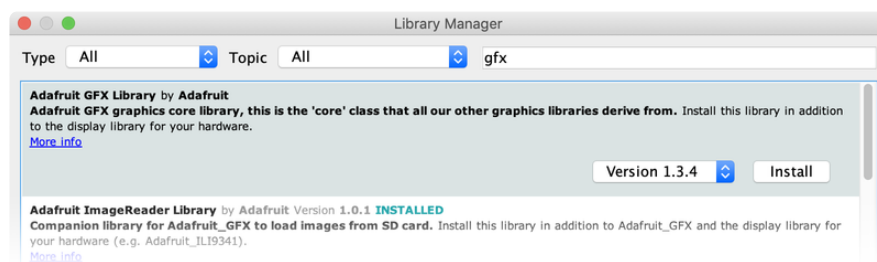 Library Manager
Type All Topic All gfx
Adafruit GFX Library by Adafruit
Adafruit GFX graphics core library, this is the 'core' class that all our other graphics libraries derive from. Install this library in addition
to the display library for your hardware.
More info
Version 1.3.4 Install
Adafruit ImageReader Library by Adafruit Version 1.0.1 INSTALLED
Companion library for Adafruit_GFX to load images from SD card. Install this library in addition to Adafruit_GFX and the display library for
your hardware (e.g. Adafruit_ILI9341).
More info